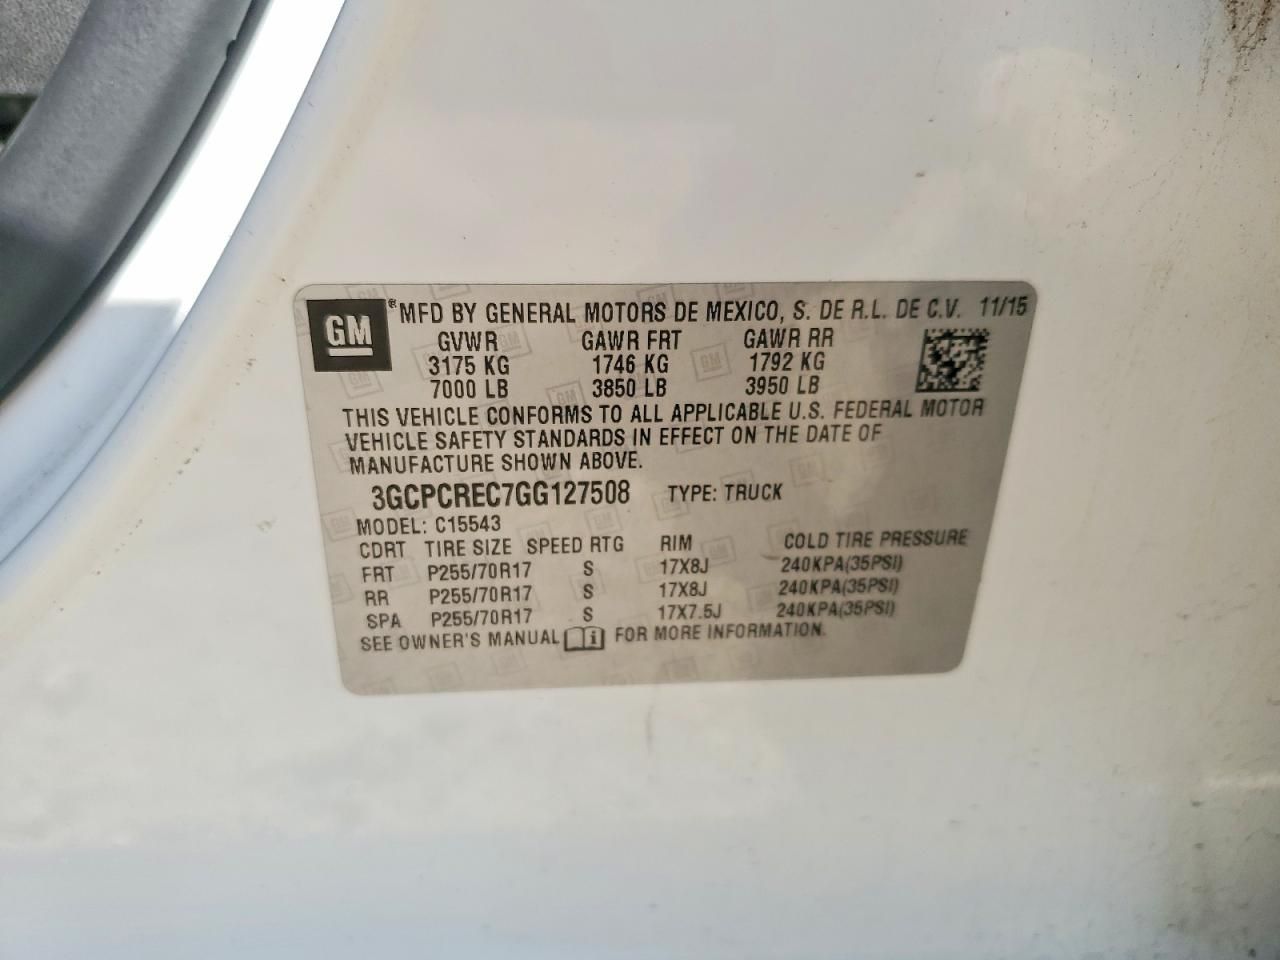 GM ® MFD BY GENERAL MOTORS DE MEXICO, S. DE R.L. DE C.V. 11/15
GVWR GAWR FRT GAWR RR
3175 KG 1746 KG 1792 KG
7000 LB 3850 LB 3950 LB
THIS VEHICLE CONFORMS TO ALL APPLICABLE U.S. FEDERAL MOTOR
VEHICLE SAFETY STANDARDS IN EFFECT ON THE DATE OF
MANUFACTURE SHOWN ABOVE.
3GCPCREC7GG127508 TYPE: TRUCK
MODEL: C15543
CDRT TIRE SIZE SPEED RTG RIM COLD TIRE PRESSURE
FRT P255/70R17 S 17X8J 240KPA(35PSI)
RR P255/70R17 S 17X8J 240KPA(35PSI)
SPA P255/70R17 S 17X7.5J 240KPA(35PSI)
SEE OWNER'S MANUAL i FOR MORE INFORMATION.